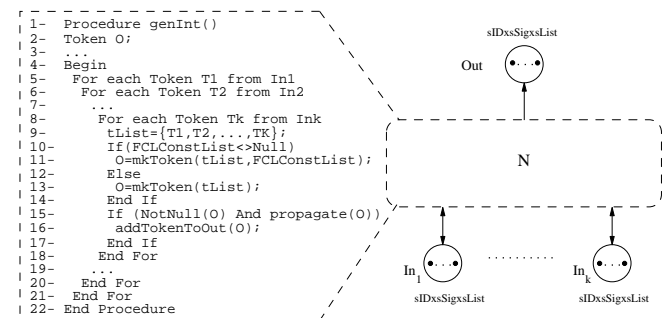 1- Procedure genInt()
2- Token O;
3- ...
4- Begin
5- For each Token T1 from In1
6- For each Token T2 from In2
7- ...
8- For each Token Tk from Ink
9- tList={T1,T2,...,TK};
10- If(FCLConstList<>Null)
11- O=mkToken(tList,FCLConstList);
12- Else
13- O=mkToken(tList);
14- End If
15- If (NotNull(O) And propagate(O))
16- addTokenToOut(O);
17- End If
18- End For
19- ...
20- End For
21- End For
22- End Procedure
sIDxsSigxsList
Out
N
In1
Ink
sIDxsSigxsList
sIDxsSigxsList